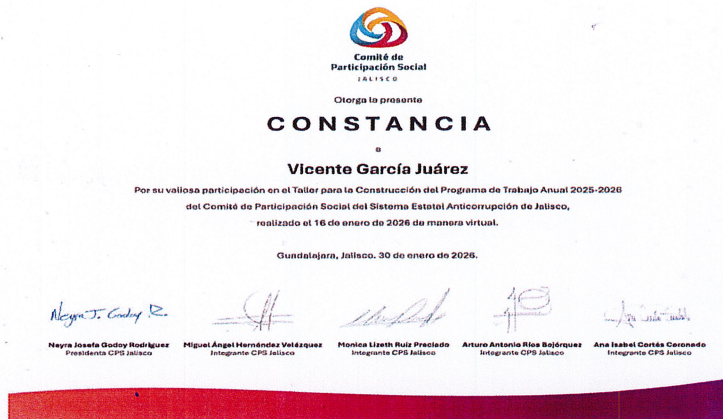 Comité de
Participación Social
JALISCO
Otorga la presente
CONSTANCIA
a
Vicente García Juárez
Por su valiosa participación en el Taller para la Construcción del Programa de Trabajo Anual 2025-2026
del Comité de Participación Social del Sistema Estatal Anticorrupción de Jalisco,
realizado el 16 de enero de 2026 de manera virtual.
Guadalajara, Jalisco. 30 de enero de 2026.
Neyra J. Godoy R.
Neyra Josefa Godoy Rodríguez Miguel Ángel Hernández Velázquez Monica Lizeth Ruiz Preciado Arturo Antonio Ríos Bojórquez Ana Isabel Cortés Coronado
Presidenta CPS Jalisco Integrante CPS Jalisco Integrante CPS Jalisco Integrante CPS Jalisco Integrante CPS Jalisco